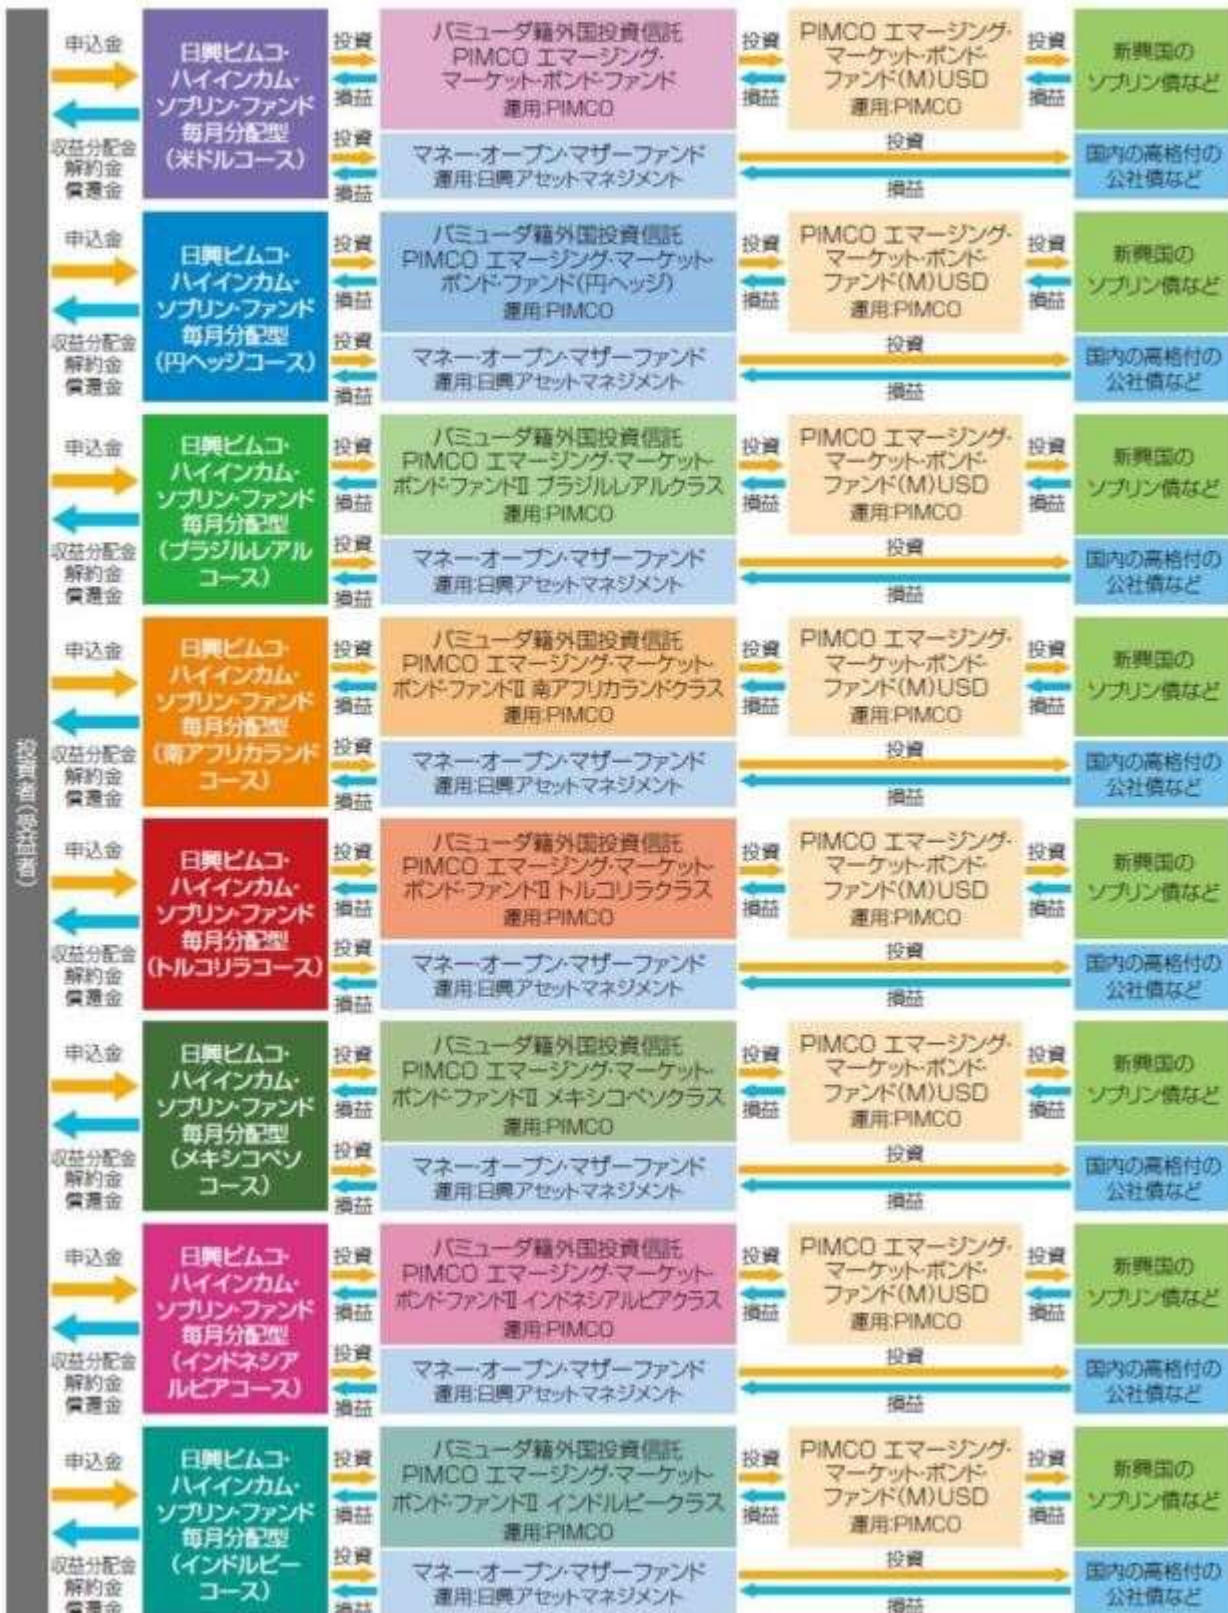 投資者(受益者)
申込金
収益分配金
解約金
償還金
日興ピムコ・
ハイインカム・
ソブリン・ファンド
毎月分配型
(米ドルコース)
投資
損益
バミューダ籍外国投資信託
PIMCO エマージング・
マーケット・ボンド・ファンド
運用:PIMCO
投資
損益
PIMCO エマージング・
マーケット・ボンド・
ファンド(M)USD
運用:PIMCO
投資
損益
新興国の
ソブリン債など
投資
損益
マネー・オープン・マザーファンド
運用:日興アセットマネジメント
投資
損益
国内の高格付の
公社債など
申込金
収益分配金
解約金
償還金
日興ピムコ・
ハイインカム・
ソブリン・ファンド
毎月分配型
(円ヘッジコース)
投資
損益
バミューダ籍外国投資信託
PIMCO エマージング・マーケット・
ボンド・ファンド(円ヘッジ)
運用:PIMCO
投資
損益
PIMCO エマージング・
マーケット・ボンド・
ファンド(M)USD
運用:PIMCO
投資
損益
新興国の
ソブリン債など
投資
損益
マネー・オープン・マザーファンド
運用:日興アセットマネジメント
投資
損益
国内の高格付の
公社債など
申込金
収益分配金
解約金
償還金
日興ピムコ・
ハイインカム・
ソブリン・ファンド
毎月分配型
(ブラジルレアル
コース)
投資
損益
バミューダ籍外国投資信託
PIMCO エマージング・マーケット・
ボンド・ファンドⅡ ブラジルレアルクラス
運用:PIMCO
投資
損益
PIMCO エマージング・
マーケット・ボンド・
ファンド(M)USD
運用:PIMCO
投資
損益
新興国の
ソブリン債など
投資
損益
マネー・オープン・マザーファンド
運用:日興アセットマネジメント
投資
損益
国内の高格付の
公社債など
申込金
収益分配金
解約金
償還金
日興ピムコ・
ハイインカム・
ソブリン・ファンド
毎月分配型
(南アフリカランド
コース)
投資
損益
バミューダ籍外国投資信託
PIMCO エマージング・マーケット・
ボンド・ファンドⅡ 南アフリカランドクラス
運用:PIMCO
投資
損益
PIMCO エマージング・
マーケット・ボンド・
ファンド(M)USD
運用:PIMCO
投資
損益
新興国の
ソブリン債など
投資
損益
マネー・オープン・マザーファンド
運用:日興アセットマネジメント
投資
損益
国内の高格付の
公社債など
申込金
収益分配金
解約金
償還金
日興ピムコ・
ハイインカム・
ソブリン・ファンド
毎月分配型
(トルコリラコース)
投資
損益
バミューダ籍外国投資信託
PIMCO エマージング・マーケット・
ボンド・ファンドⅡ トルコリラクラス
運用:PIMCO
投資
損益
PIMCO エマージング・
マーケット・ボンド・
ファンド(M)USD
運用:PIMCO
投資
損益
新興国の
ソブリン債など
投資
損益
マネー・オープン・マザーファンド
運用:日興アセットマネジメント
投資
損益
国内の高格付の
公社債など
申込金
収益分配金
解約金
償還金
日興ピムコ・
ハイインカム・
ソブリン・ファンド
毎月分配型
(メキシコペソ
コース)
投資
損益
バミューダ籍外国投資信託
PIMCO エマージング・マーケット・
ボンド・ファンドⅡ メキシコペソクラス
運用:PIMCO
投資
損益
PIMCO エマージング・
マーケット・ボンド・
ファンド(M)USD
運用:PIMCO
投資
損益
新興国の
ソブリン債など
投資
損益
マネー・オープン・マザーファンド
運用:日興アセットマネジメント
投資
損益
国内の高格付の
公社債など
申込金
収益分配金
解約金
償還金
日興ピムコ・
ハイインカム・
ソブリン・ファンド
毎月分配型
(インドネシア
ルピアコース)
投資
損益
バミューダ籍外国投資信託
PIMCO エマージング・マーケット・
ボンド・ファンドⅡ インドネシアルピアクラス
運用:PIMCO
投資
損益
PIMCO エマージング・
マーケット・ボンド・
ファンド(M)USD
運用:PIMCO
投資
損益
新興国の
ソブリン債など
投資
損益
マネー・オープン・マザーファンド
運用:日興アセットマネジメント
投資
損益
国内の高格付の
公社債など
申込金
収益分配金
解約金
償還金
日興ピムコ・
ハイインカム・
ソブリン・ファンド
毎月分配型
(インドルピー
コース)
投資
損益
バミューダ籍外国投資信託
PIMCO エマージング・マーケット・
ボンド・ファンドⅡ インドルピークラス
運用:PIMCO
投資
損益
PIMCO エマージング・
マーケット・ボンド・
ファンド(M)USD
運用:PIMCO
投資
損益
新興国の
ソブリン債など
投資
損益
マネー・オープン・マザーファンド
運用:日興アセットマネジメント
投資
損益
国内の高格付の
公社債など